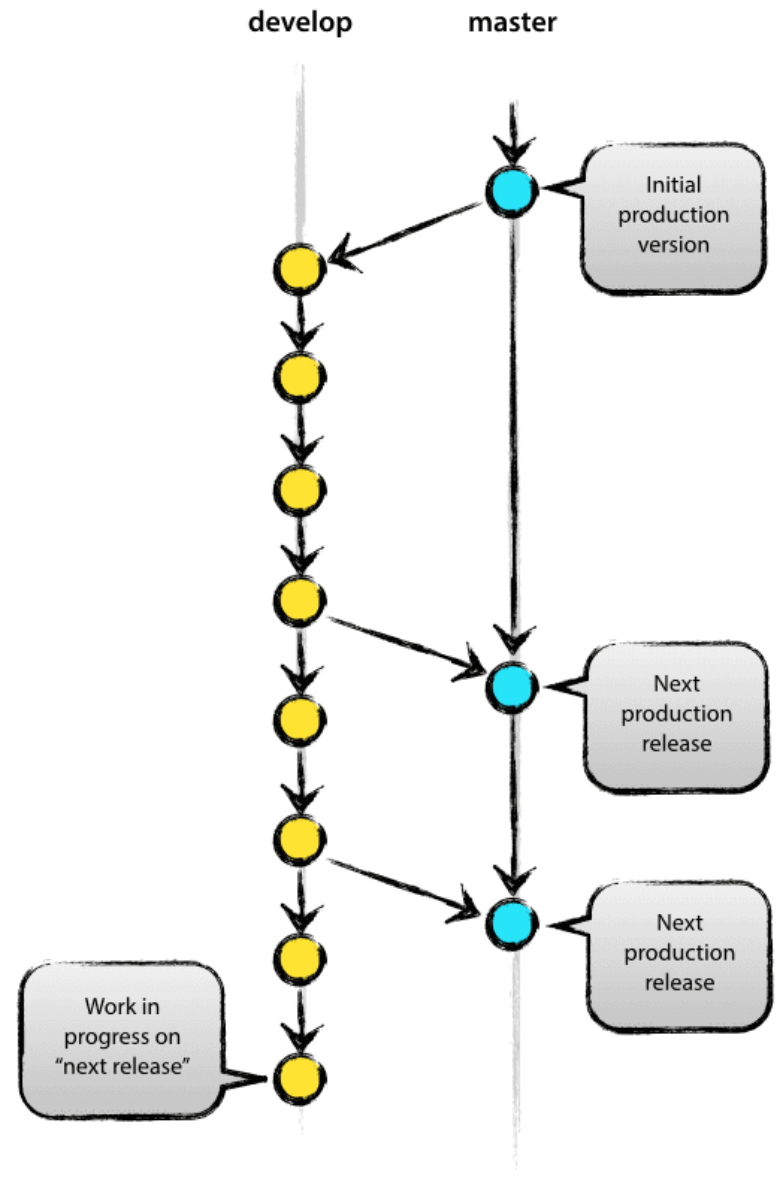 develop
master
Initial
production
version
Next
production
release
Next
production
release
Work in
progress on
“next release”